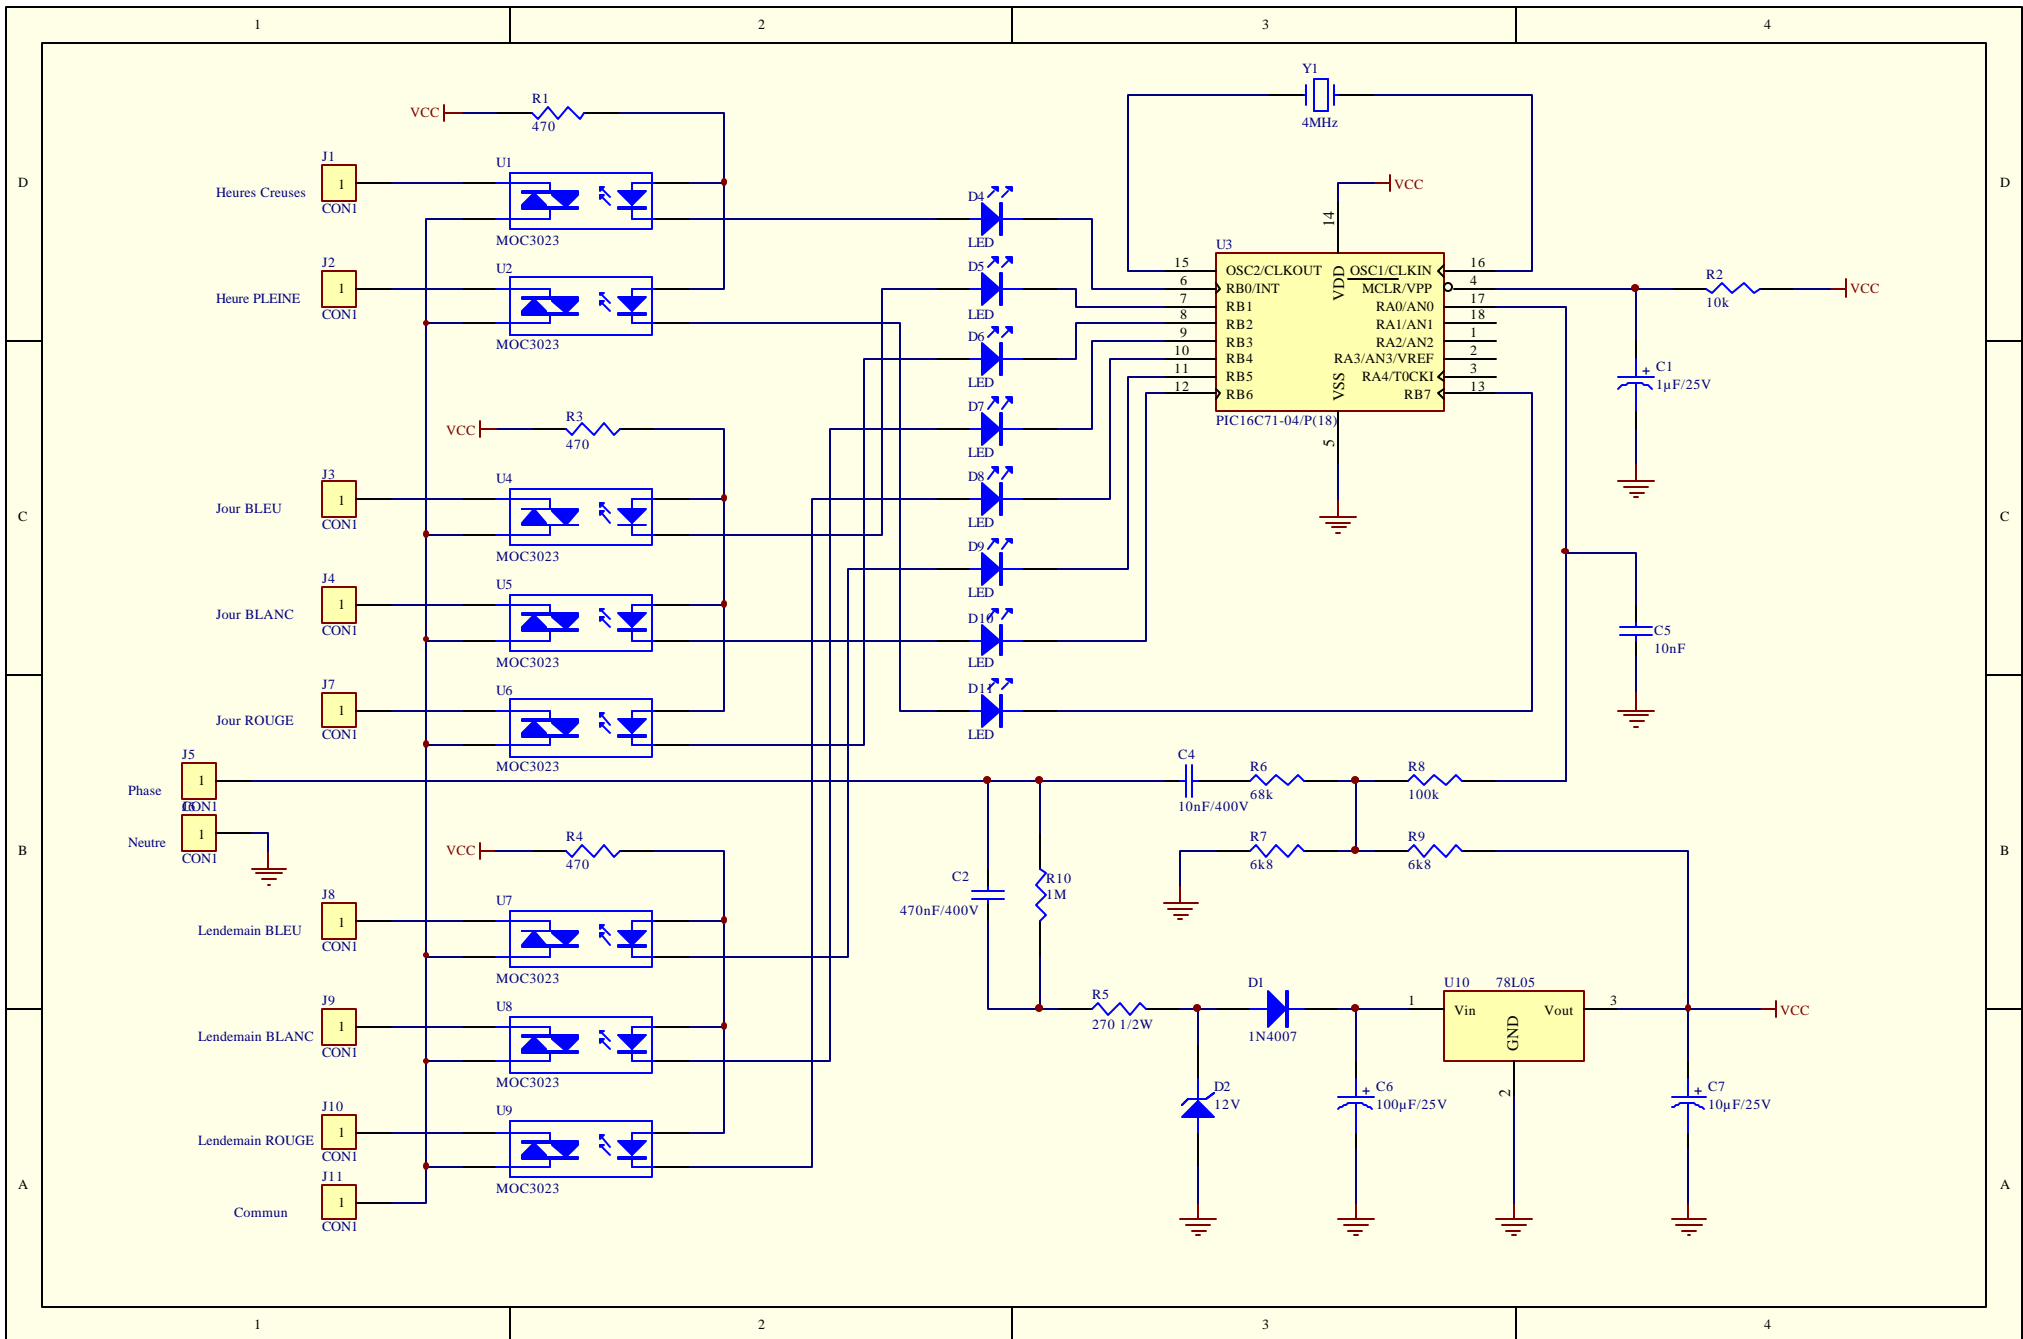 1 2 3 4
D D
C C
B B
A A
1 2 3 4
VCC
R1
470
J1
1
CON1
Heures Creuses
U1
MOC3023
J2
1
CON1
Heure PLEINE
U2
MOC3023
VCC
R3
470
J3
1
CON1
Jour BLEU
U4
MOC3023
J4
1
CON1
Jour BLANC
U5
MOC3023
J7
1
CON1
Jour ROUGE
U6
MOC3023
J5
1
CON1
Phase
1
CON1
Neutre
VCC
R4
470
J8
1
CON1
Lendemain BLEU
U7
MOC3023
J9
1
CON1
Lendemain BLANC
U8
MOC3023
J10
1
CON1
Lendemain ROUGE
U9
MOC3023
J11
1
CON1
Commun
D4
LED
D5
LED
D6
LED
D7
LED
D8
LED
D9
LED
D10
LED
D11
LED
Y1
4MHz
VCC
14
U3
15 OSC2/CLKOUT
6 RB0/INT
7 RB1
8 RB2
9 RB3
10 RB4
11 RB5
12 RB6
VDD
VSS
OSC1/CLKIN 16
MCLR/VPP 4
RA0/AN0 17
RA1/AN1 18
RA2/AN2 1
RA3/AN3/VREF 2
RA4/T0CKI 3
RB7 13
PIC16C71-04/P(18)
5
R2
10k
VCC
+ C1
1µF/25V
C5
10nF
C4
10nF/400V
R6
68k
R8
100k
R7
6k8
R9
6k8
C2
470nF/400V
R10
1M
R5
270 1/2W
D1
1N4007
D2
12V
+ C6
100µF/25V
U10 78L05
1 Vin
Vout 3
GND
2
VCC
+ C7
10µF/25V